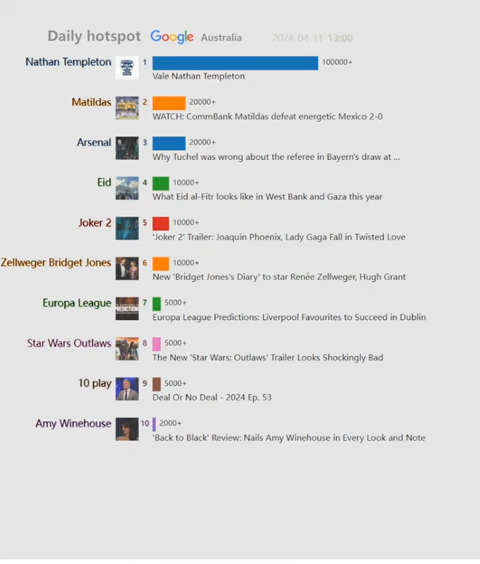 Daily hotspot Google Australia 2024-04-11 13:00
Nathan Templeton 1 100000+
Vale Nathan Templeton
Matildas 2 20000+
WATCH: CommBank Matildas defeat energetic Mexico 2-0
Arsenal 3 20000+
Why Tuchel was wrong about the referee in Bayern's draw at ...
Eid 4 10000+
What Eid al-Fitr looks like in West Bank and Gaza this year
Joker 2 5 10000+
'Joker 2' Trailer: Joaquin Phoenix, Lady Gaga Fall in Twisted Love
Zellweger Bridget Jones 6 10000+
New 'Bridget Jones's Diary' to star Renée Zellweger, Hugh Grant
Europa League 7 5000+
Europa League Predictions: Liverpool Favourites to Succeed in Dublin
Star Wars Outlaws 8 5000+
The New 'Star Wars: Outlaws' Trailer Looks Shockingly Bad
10 play 9 5000+
Deal Or No Deal - 2024 Ep. 53
Amy Winehouse 10 2000+
'Back to Black' Review: Nails Amy Winehouse in Every Look and Note